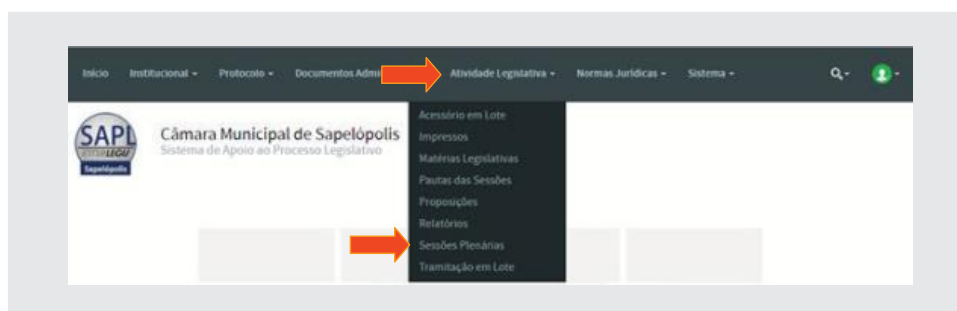 Início Institucional Protocolo Documentos Atividade Legislativa Normas Jurídicas Sistema
Acessório em Lote
Impressos
Matérias Legislativas
Pautas das Sessões
Proposições
Relatórios
Sessões Plenárias
Tramitação em Lote
SAPL
INTERLEGIS
Sapelópolis
Câmara Municipal de Sapelópolis
Sistema de Apoio ao Processo Legislativo